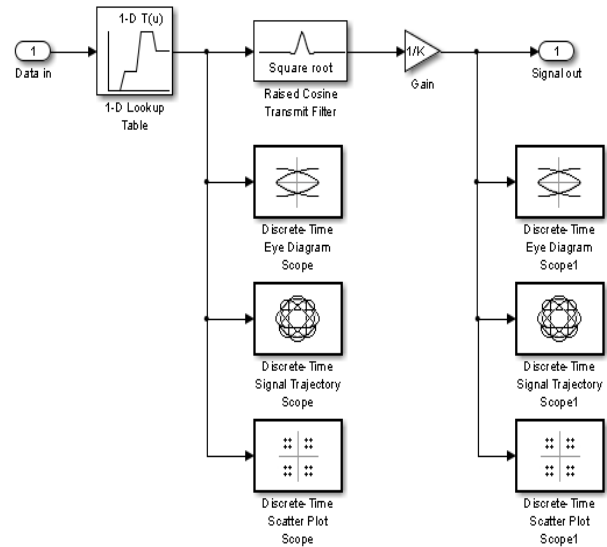 1
Data in
1-D T(u)
1-D Lookup
Table
Square root
Raised Cosine
Transmit Filter
1/K
Gain
1
Signal out
Discrete-Time
Eye Diagram
Scope
Discrete-Time
Eye Diagram
Scope1
Discrete-Time
Signal Trajectory
Scope
Discrete-Time
Signal Trajectory
Scope1
Discrete-Time
Scatter Plot
Scope
Discrete-Time
Scatter Plot
Scope1